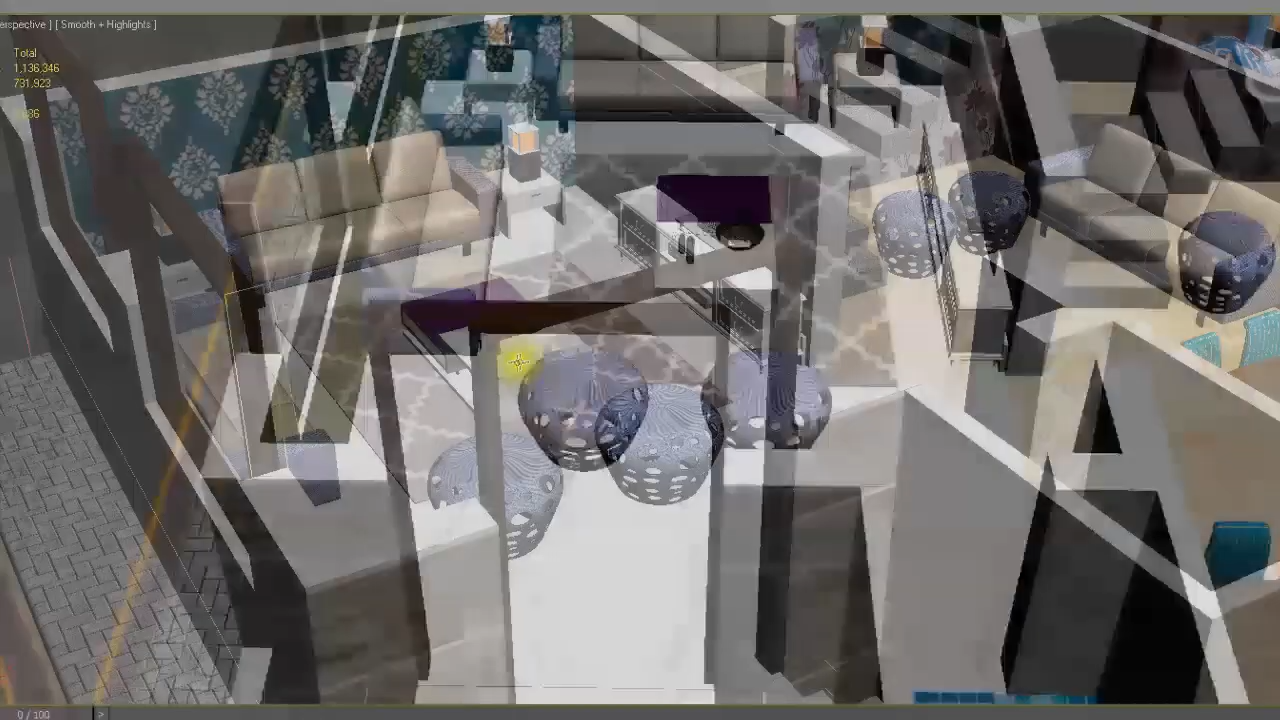 erspective ] [ Smooth + Highlights ]
Total
1,136,346
731,923
0 / 100
>